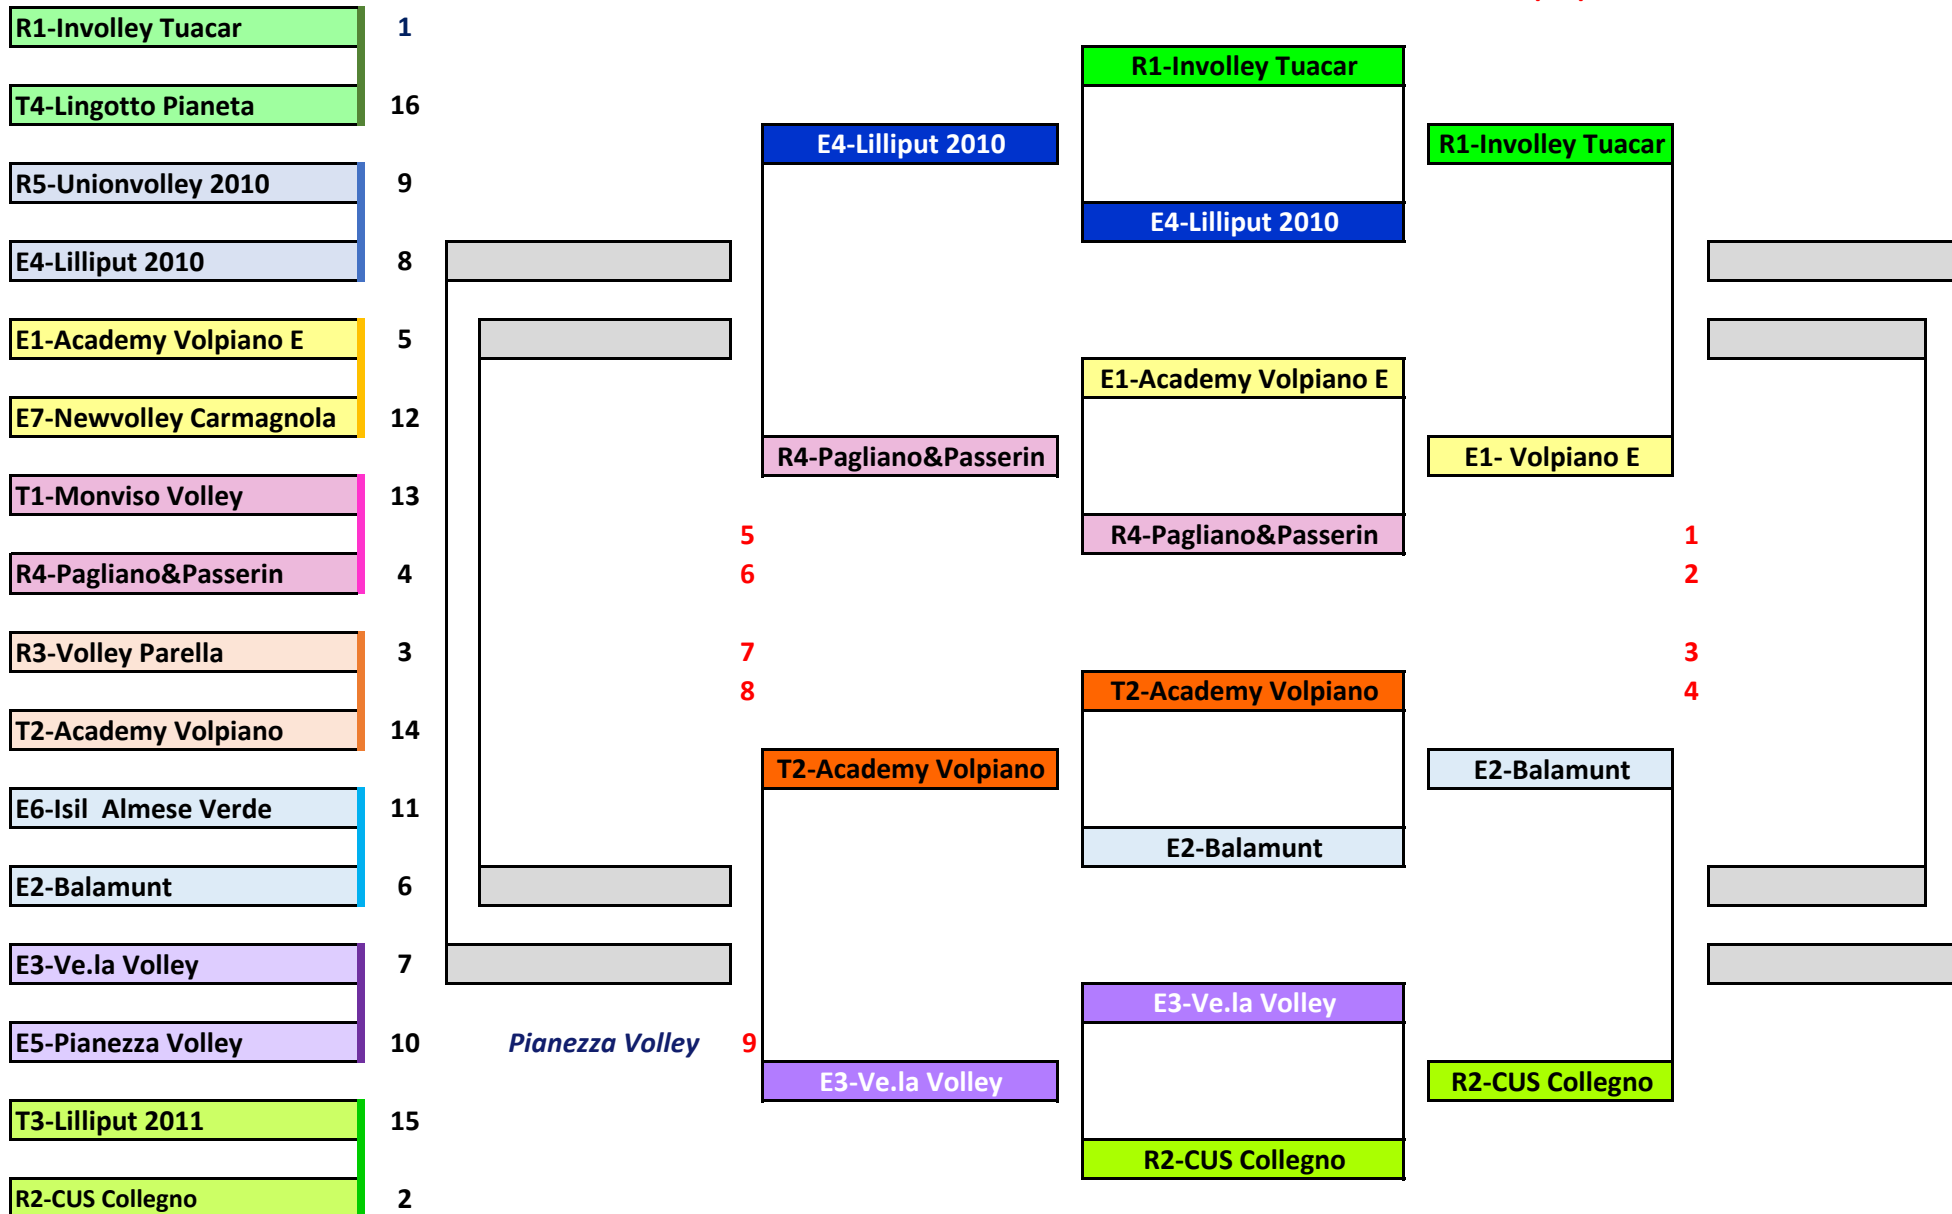 R1-Involley Tuacar 1
R1-Involley Tuacar
T4-Lingotto Pianeta 16
E4-Lilliput 2010 R1-Involley Tuacar
R5-Unionvolley 2010 9
E4-Lilliput 2010
E4-Lilliput 2010 8
E1-Academy Volpiano E 5
E1-Academy Volpiano E
E7-Newvolley Carmagnola 12
R4-Pagliano&Passerin E1- Volpiano E
T1-Monviso Volley 13
5 R4-Pagliano&Passerin 1
R4-Pagliano&Passerin 4 6 2
R3-Volley Parella 3 7 3
8 T2-Academy Volpiano 4
T2-Academy Volpiano 14
T2-Academy Volpiano E2-Balamunt
E6-Isil  Almese Verde 11
E2-Balamunt
E2-Balamunt 6
E3-Ve.la Volley 7
E3-Ve.la Volley
E5-Pianezza Volley 10 Pianezza Volley 9
E3-Ve.la Volley R2-CUS Collegno
T3-Lilliput 2011 15
R2-CUS Collegno
R2-CUS Collegno 2